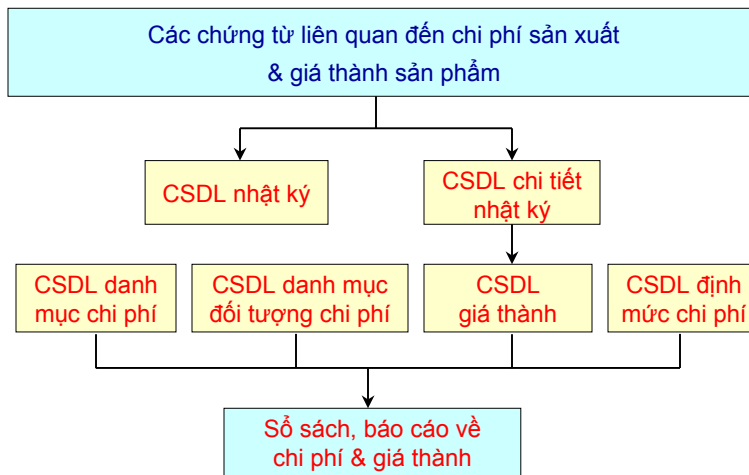 Các chứng từ liên quan đến chi phí sản xuất
& giá thành sản phẩm
CSDL nhật ký
CSDL chi tiết
nhật ký
CSDL danh
mục chi phí
CSDL danh mục
đối tượng chi phí
CSDL
giá thành
CSDL định
mức chi phí
Sổ sách, báo cáo về
chi phí & giá thành